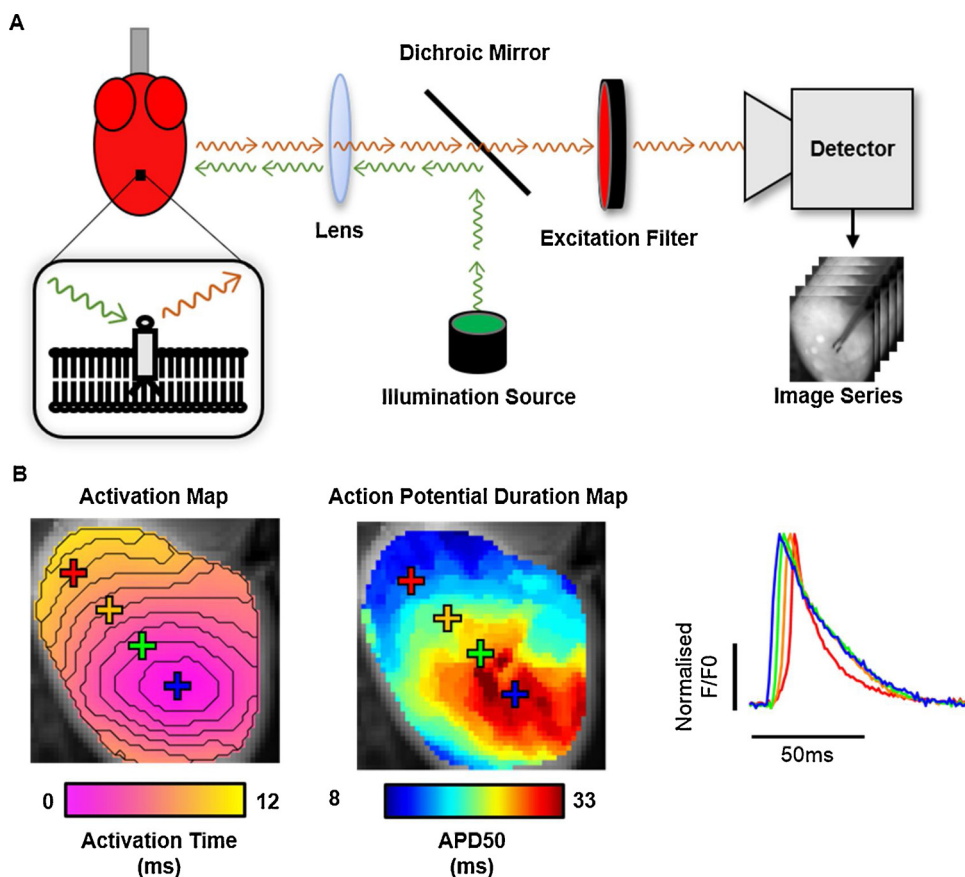 A
Dichroic Mirror
Detector
Lens
Excitation Filter
Illumination Source
Image Series
B
Activation Map
Action Potential Duration Map
Normalised
F/F0
50ms
0
12
8
33
Activation Time
(ms)
APD50
(ms)